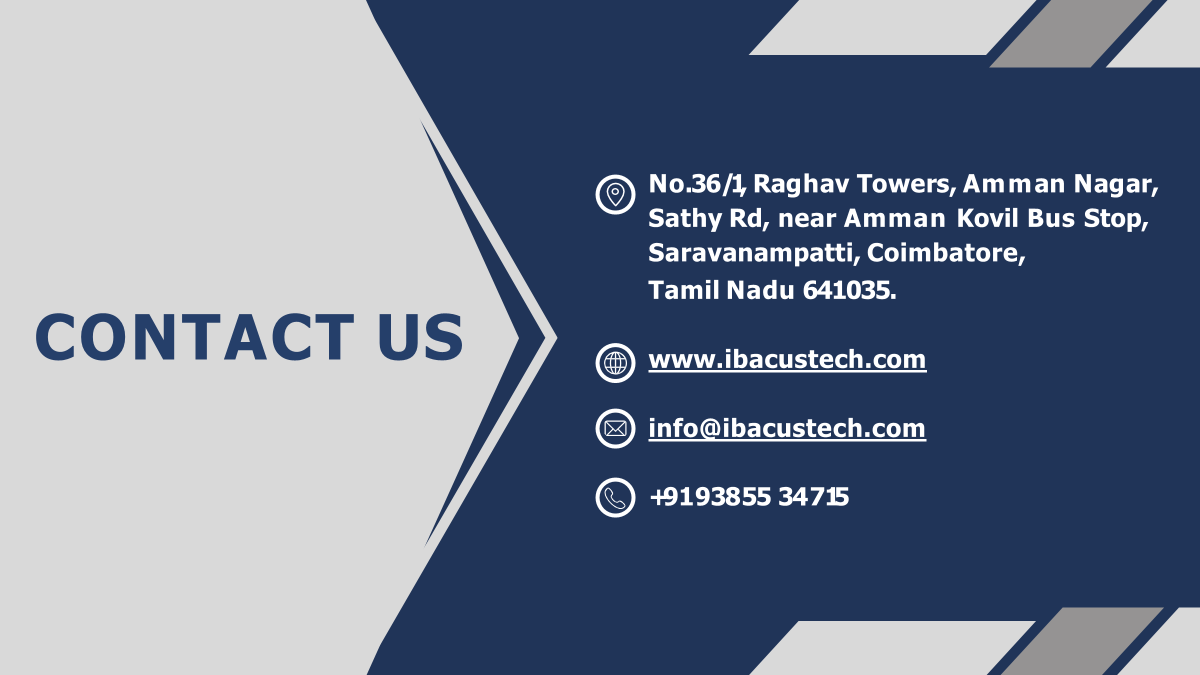 CONTACT US
No.36/1, Raghav Towers, Amman Nagar,
Sathy Rd, near Amman Kovil Bus Stop,
Saravanampatti, Coimbatore,
Tamil Nadu 641035.
www.ibacustech.com
info@ibacustech.com
+9193855 34715